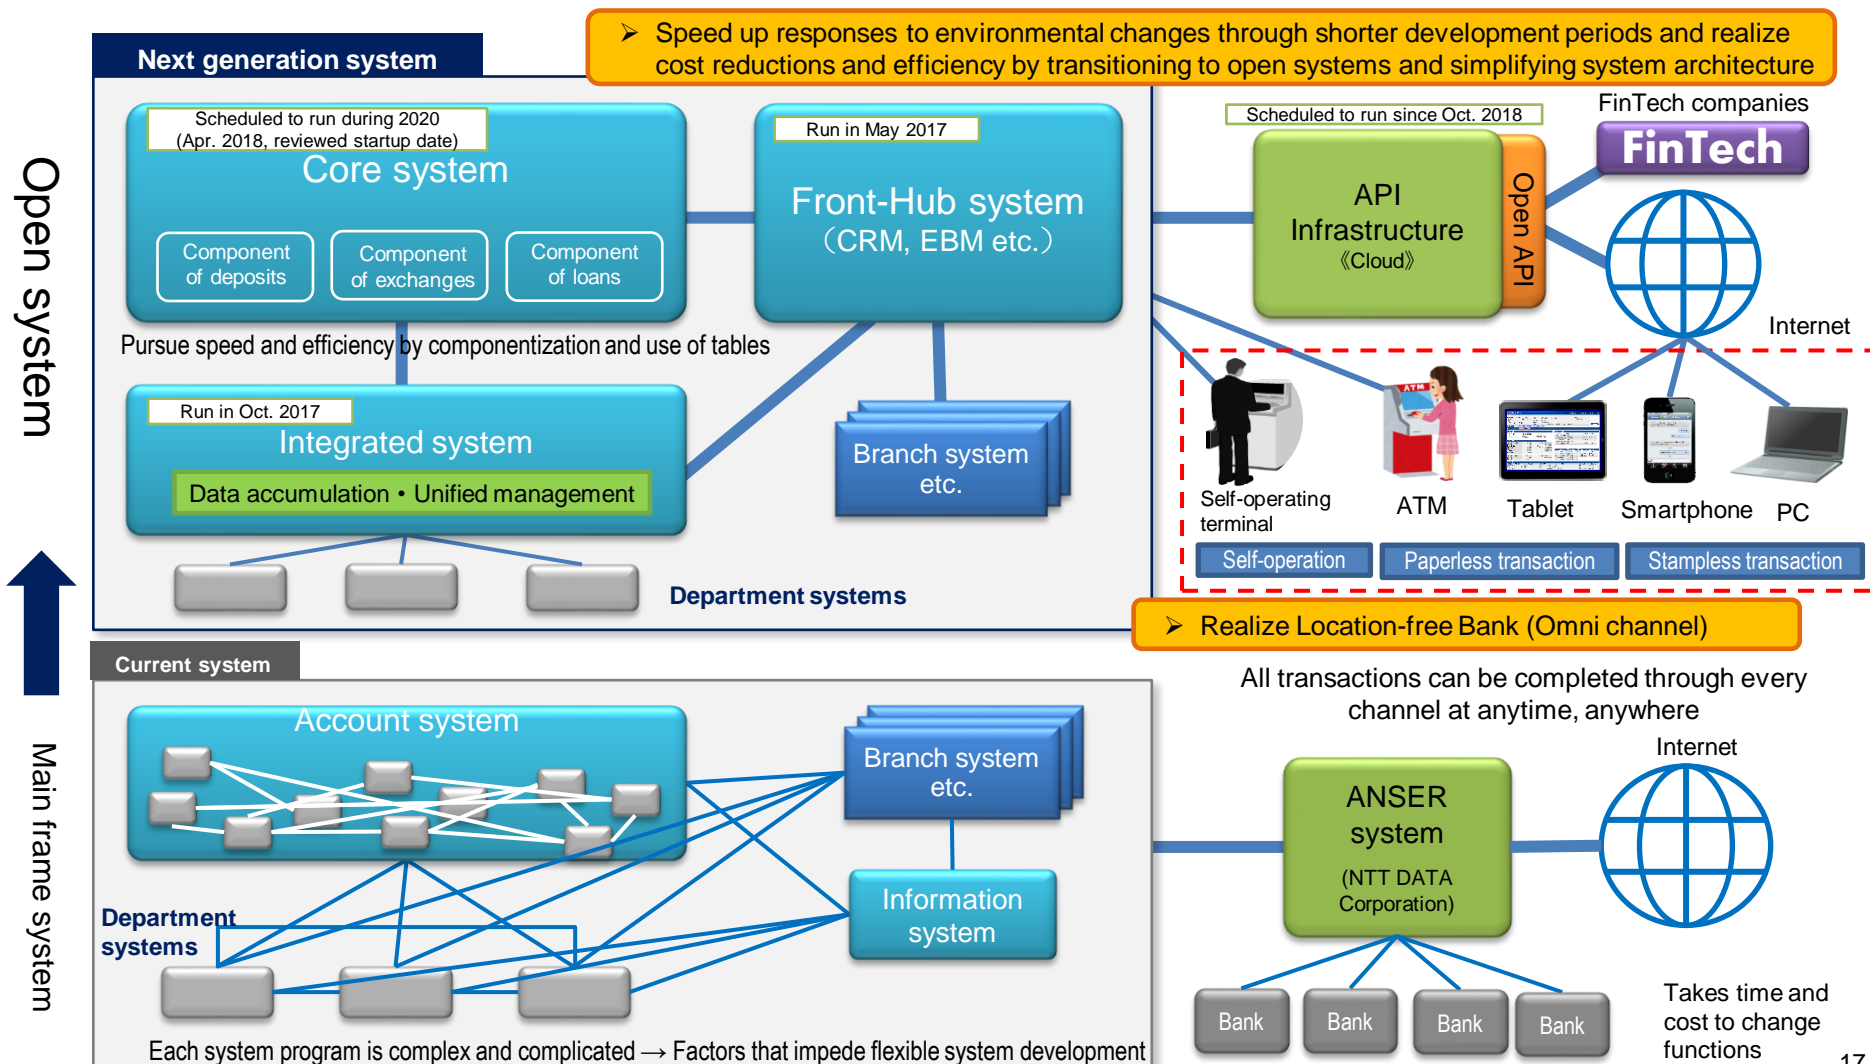 ➢ Speed up responses to environmental changes through shorter development periods and realize
cost reductions and efficiency by transitioning to open systems and simplifying system architecture
Next generation system
Open system
Main frame system
Scheduled to run during 2020
(Apr. 2018, reviewed startup date)
Core system
Component
of deposits
Component
of exchanges
Component
of loans
Run in May 2017
Front-Hub system
（CRM, EBM etc.）
Scheduled to run since Oct. 2018
API
Infrastructure
《Cloud》
Open API
FinTech companies
FinTech
Internet
Pursue speed and efficiency by componentization and use of tables
Run in Oct. 2017
Integrated system
Data accumulation・Unified management
Branch system
etc.
Department systems
ATM
Self-operating
terminal
ATM
Tablet
Smartphone
PC
Self-operation
Paperless transaction
Stampless transaction
➢ Realize Location-free Bank (Omni channel)
All transactions can be completed through every
channel at anytime, anywhere
Current system
Account system
Branch system
etc.
Information
system
Department
systems
Each system program is complex and complicated → Factors that impede flexible system development
ANSER
system
(NTT DATA
Corporation)
Internet
Bank
Bank
Bank
Bank
Takes time and
cost to change
functions
17